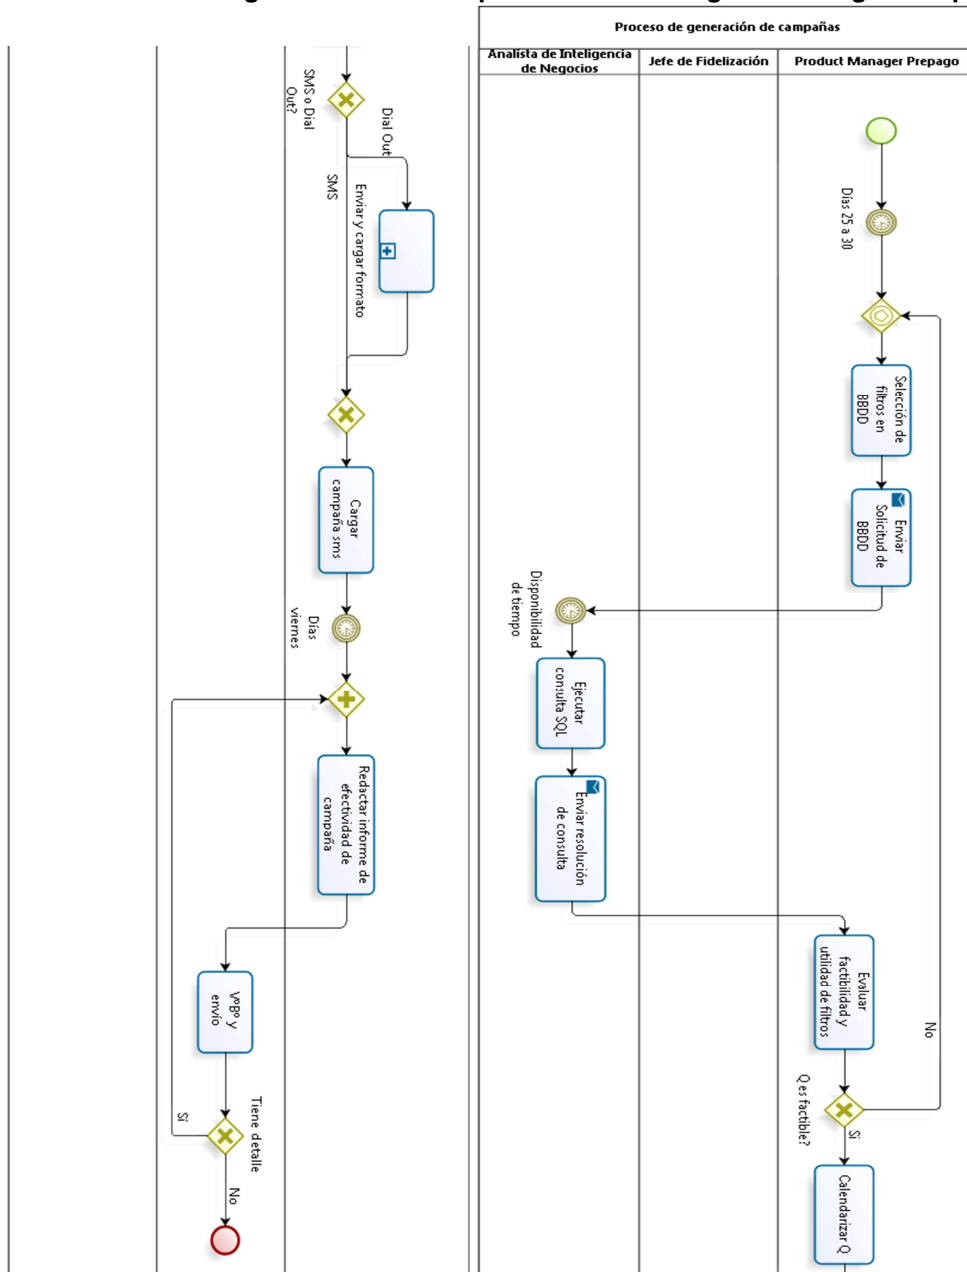 Proceso de generación de campañas
Analista de Inteligencia
de Negocios
Jefe de Fidelización
Product Manager Prepago
Días 25 a 30
Selección de
filtros en
BBDD
Enviar
Solicitud de
BBDD
Disponibilidad
de tiempo
Ejecutar
consulta SQL
Enviar resolución
de consulta
Evaluar
factibilidad y
utilidad de filtros
No
Q es factible?
Si
Calendarizar Q
SMS o Dial
Out?
Dial Out
SMS
Enviar y cargar formato
Cargar
campaña sms
Días
viernes
Redactar informe de
efectividad de
campaña
VºBº y
envío
Tiene detalle
Sí
No